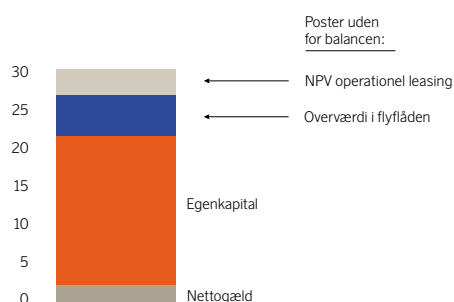 Poster uden
for balancen:
30
NPV operationel leasing
25
Overværdi i flyflåden
20
15
Egenkapital
10
5
0
Nettogæld